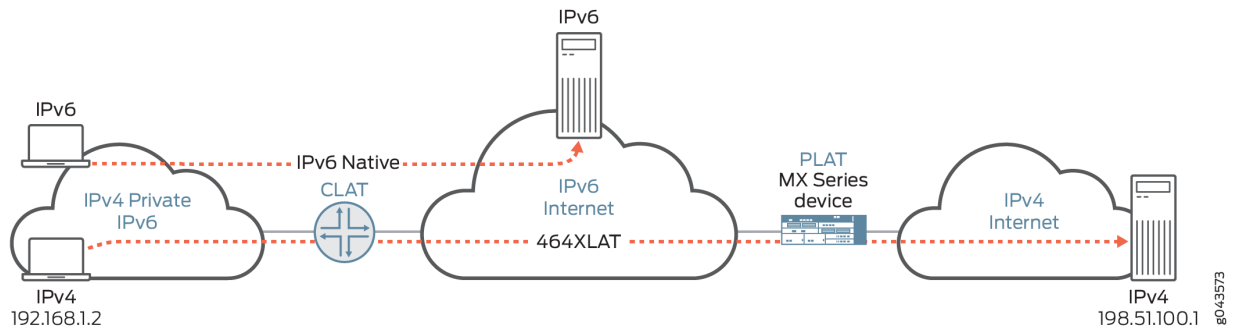 IPv6
IPv6
IPv6 Native
CLAT
IPv4 Private
IPv6
IPv6
Internet
464XLAT
PLAT
MX Series
device
IPv4
Internet
IPv4
192.168.1.2
IPv4
198.51.100.1
g043573